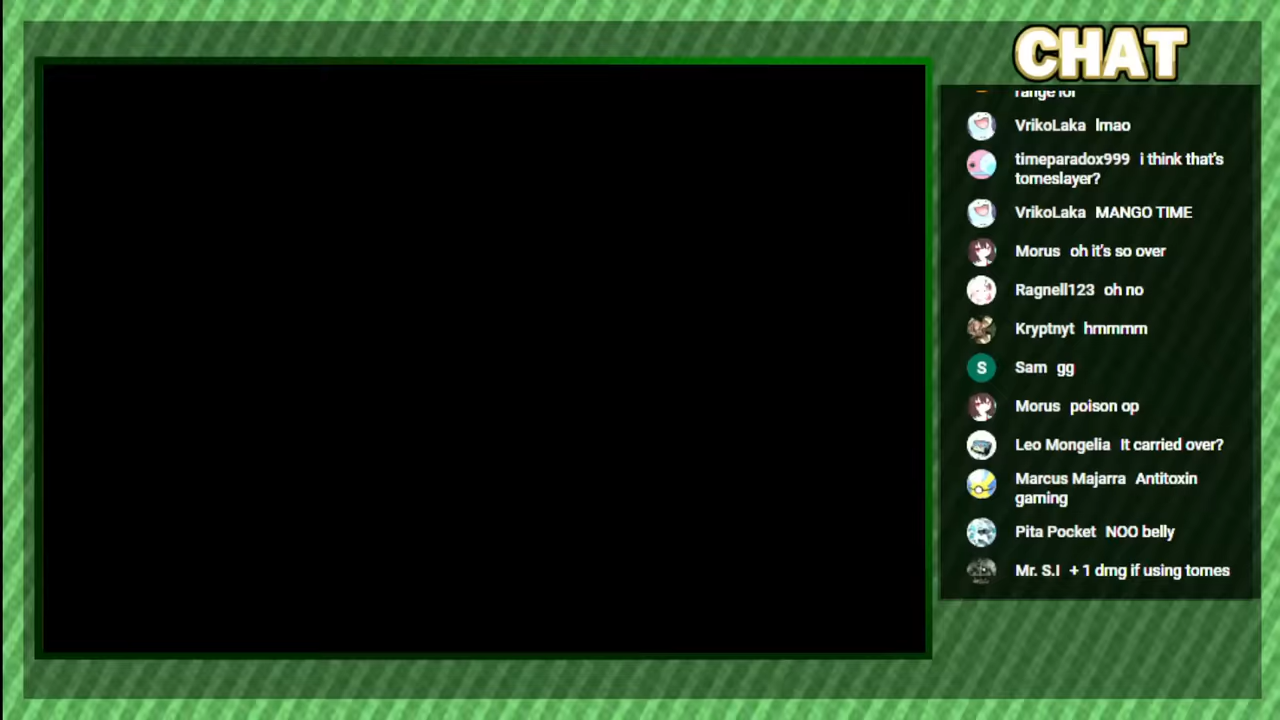 CHAT
range lol
VrikoLaka lmao
timeparadox999 i think that's
tomeslayer?
VrikoLaka MANGO TIME
Morus oh it's so over
Ragnell123 oh no
Kryptnyt hmmmm
S Sam gg
Morus poison op
Leo Mongelia It carried over?
Marcus Majarra Antitoxin
gaming
Pita Pocket NOO belly
Mr. S.I + 1 dmg if using tomes